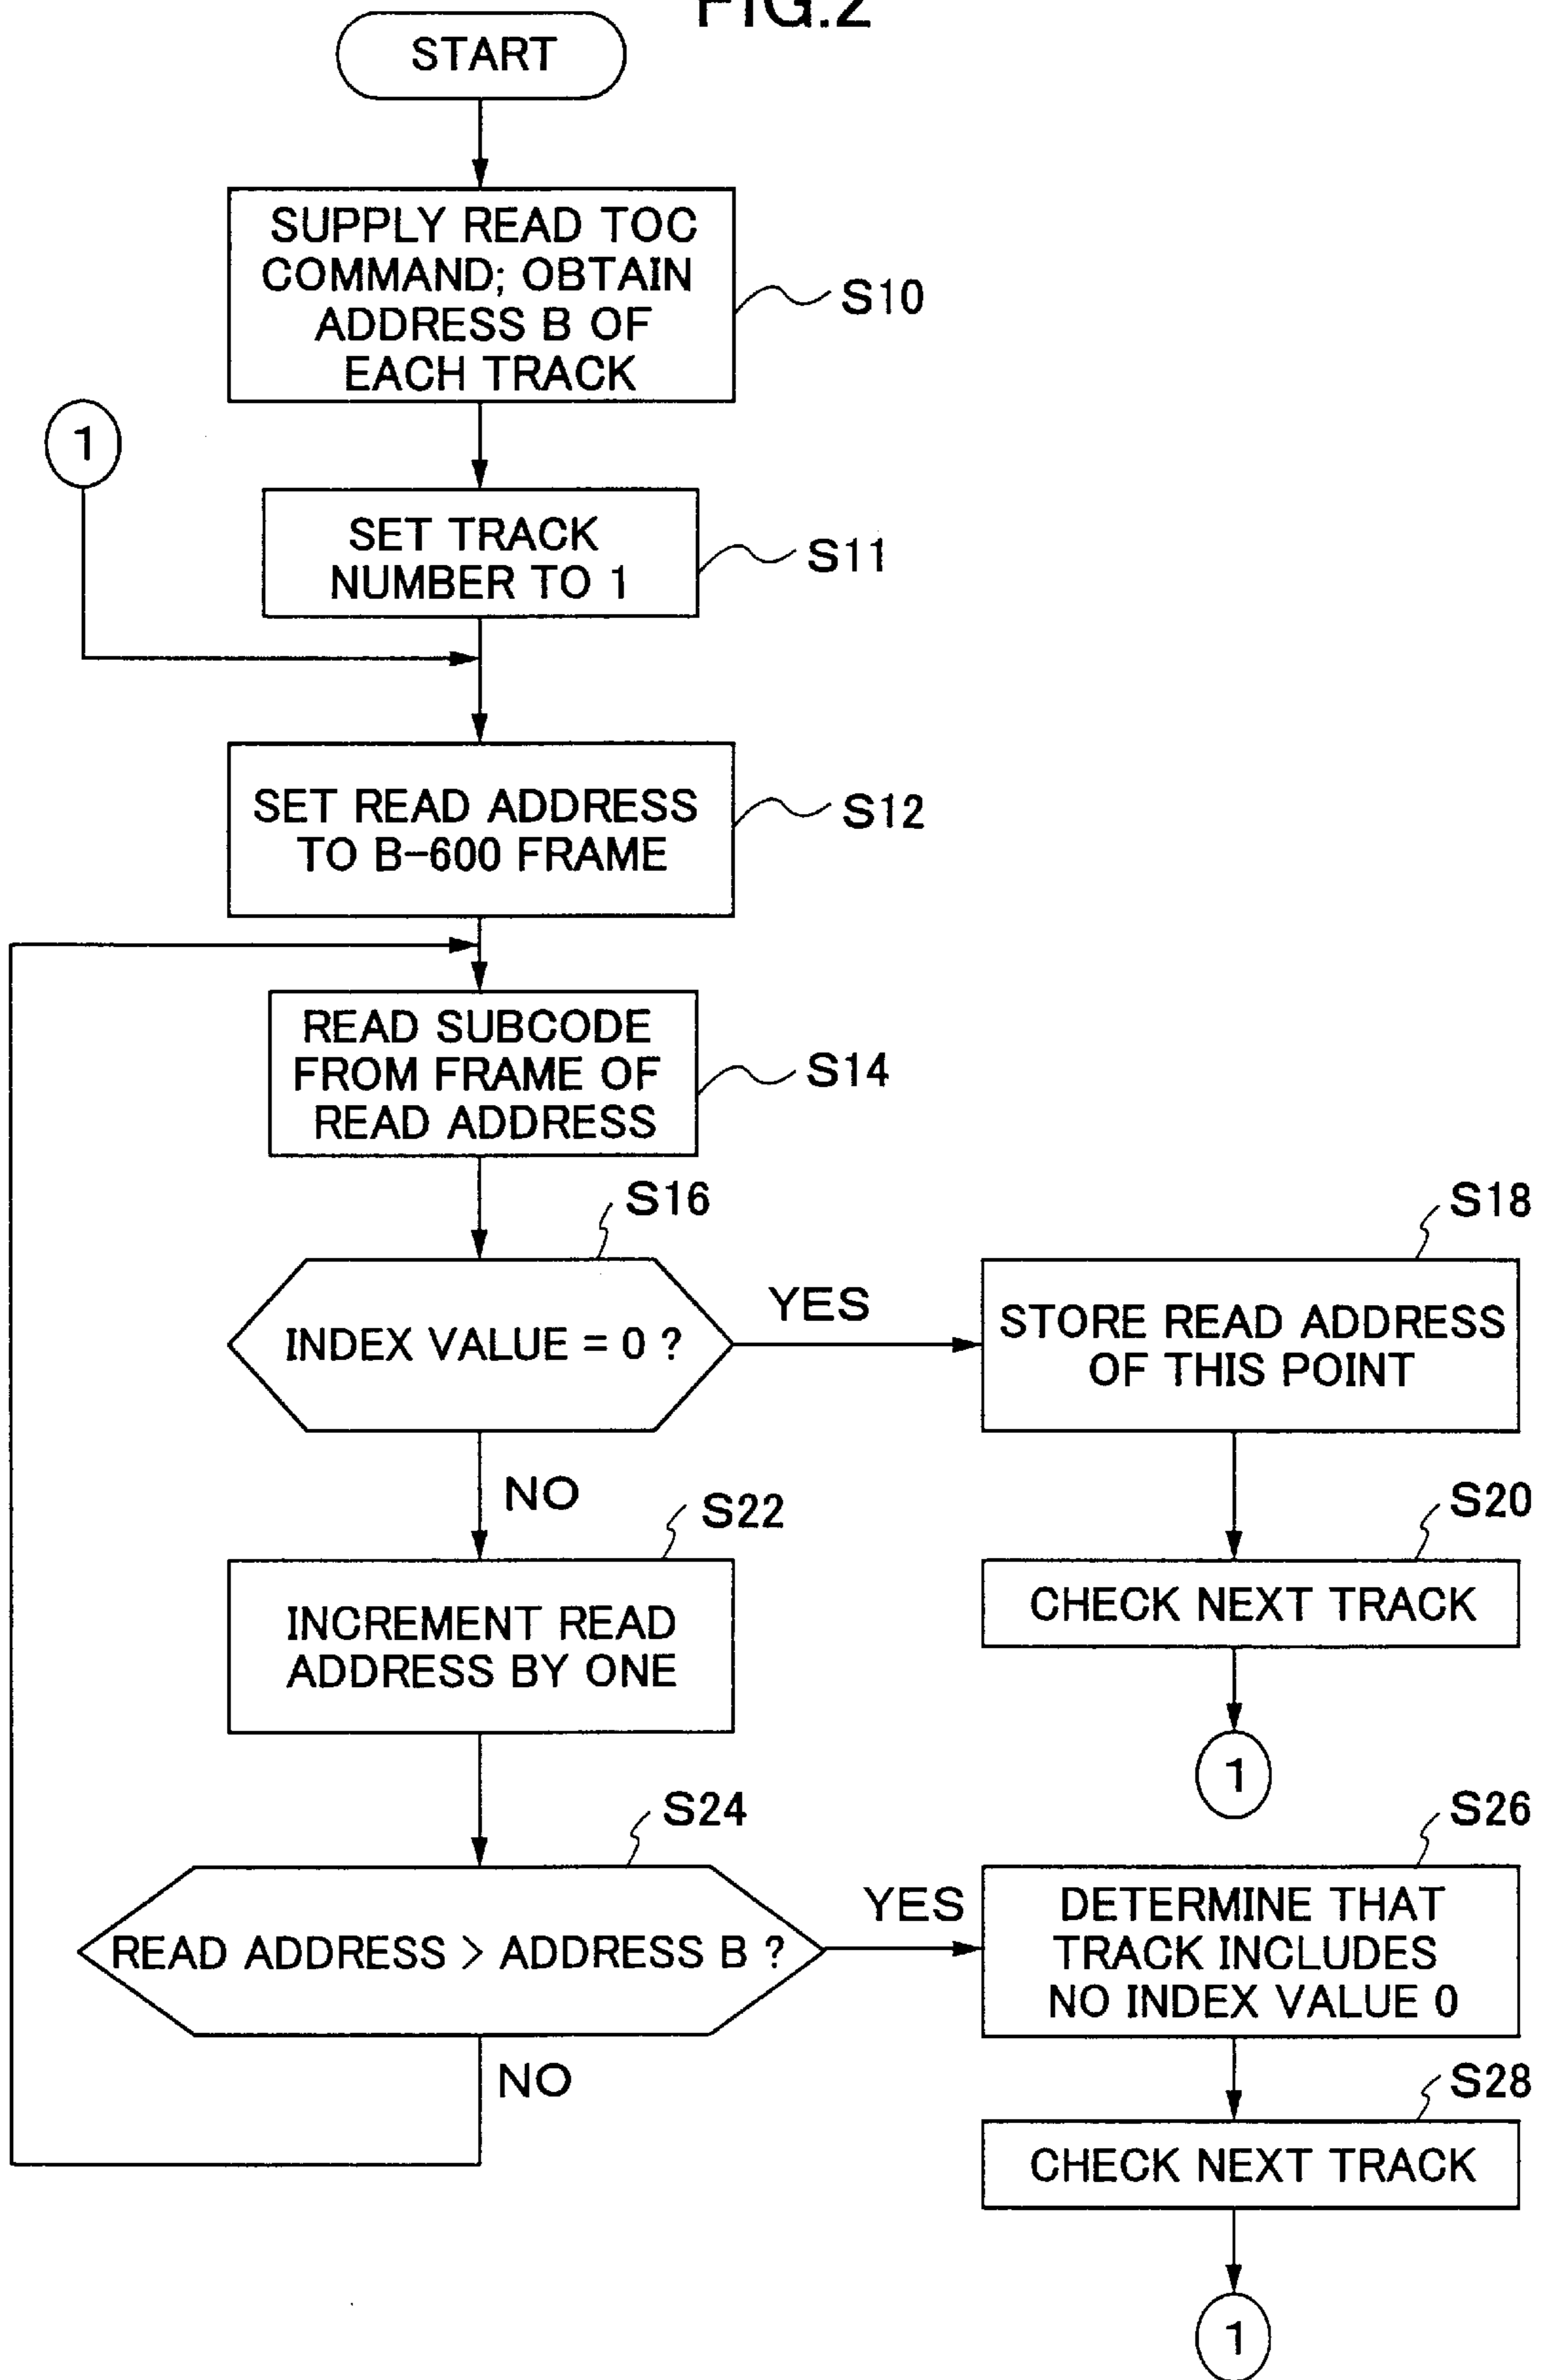 FIG.2
START
SUPPLY READ TOC
COMMAND; OBTAIN
ADDRESS B OF
EACH TRACK
S10
1
SET TRACK
NUMBER TO 1
S11
SET READ ADDRESS
TO B-600 FRAME
S12
READ SUBCODE
FROM FRAME OF
READ ADDRESS
S14
S16
INDEX VALUE = 0 ?
YES
S18
STORE READ ADDRESS
OF THIS POINT
NO
S20
CHECK NEXT TRACK
1
S22
INCREMENT READ
ADDRESS BY ONE
S24
READ ADDRESS > ADDRESS B ?
YES
S26
DETERMINE THAT
TRACK INCLUDES
NO INDEX VALUE 0
NO
S28
CHECK NEXT TRACK
1